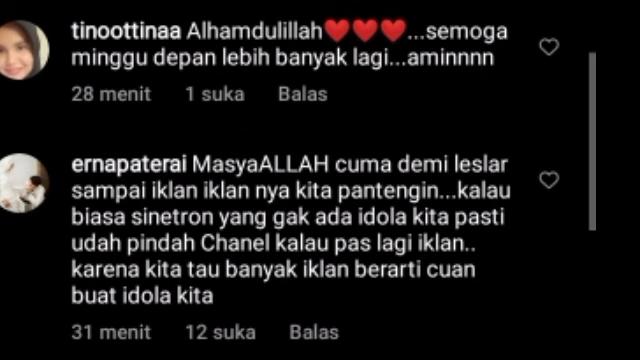 tinoottinaa Alhamdulillah❤❤❤...semoga
minggu depan lebih banyak lagi...aminnnn
28 menit 1 suka Balas
ernapaterai MasyaALLAH cuma demi leslar
sampai iklan iklan nya kita pantengin...kalau
biasa sinetron yang gak ada idola kita pasti
udah pindah Chanel kalau pas lagi iklan..
karena kita tau banyak iklan berarti cuan
buat idola kita
31 menit 12 suka Balas